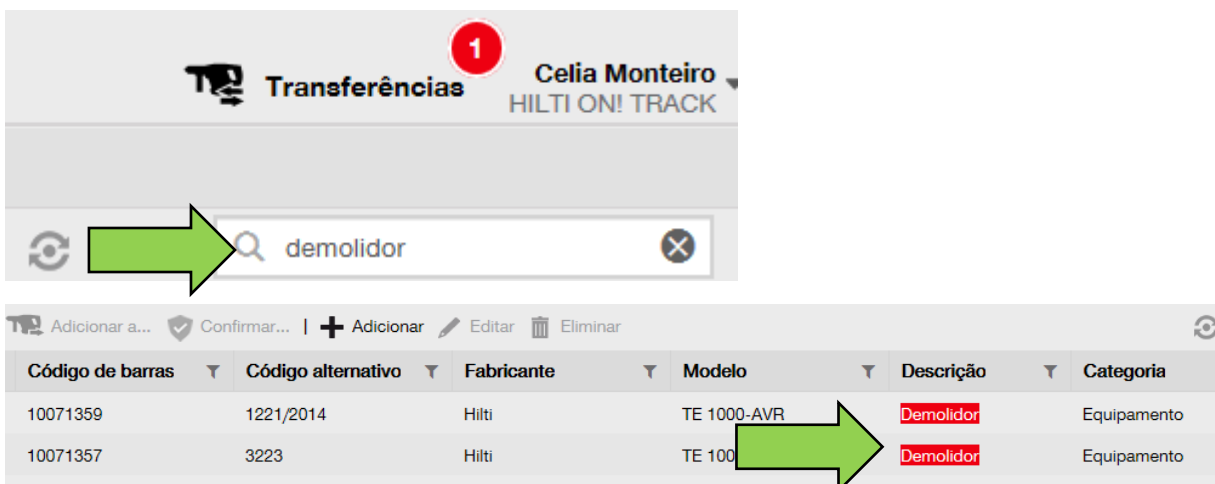 1
Transferências
Celia Monteiro
HILTI ON! TRACK
demolidor
Adicionar a... Confirmar... | Adicionar Editar Eliminar
Código de barras Código alternativo Fabricante Modelo Descrição Categoria
10071359 1221/2014 Hilti TE 1000-AVR Demolidor Equipamento
10071357 3223 Hilti TE 100 Demolidor Equipamento